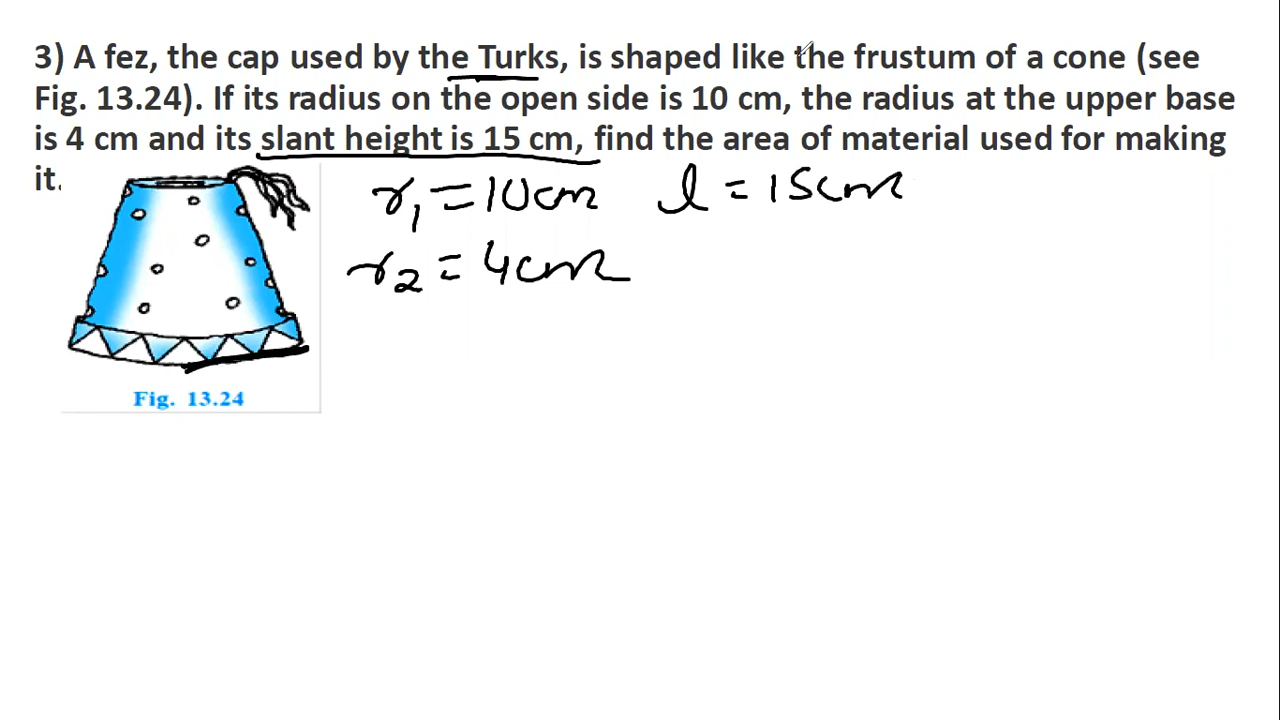 3) A fez, the cap used by the Turks, is shaped like the frustum of a cone (see
Fig. 13.24). If its radius on the open side is 10 cm, the radius at the upper base
is 4 cm and its slant height is 15 cm, find the area of material used for making
it.
r₁ = 10cm l = 15cm
r₂ = 4cm
Fig. 13.24